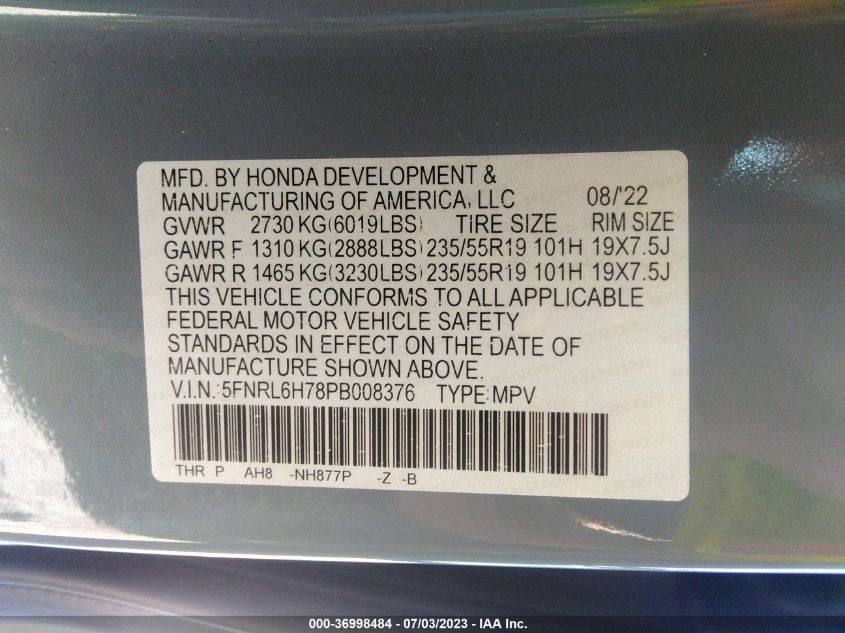 MFD. BY HONDA DEVELOPMENT &
MANUFACTURING OF AMERICA, LLC 08/'22
GVWR 2730 KG(6019LBS) TIRE SIZE RIM SIZE
GAWR F 1310 KG(2888LBS) 235/55R19 101H 19X7.5J
GAWR R 1465 KG(3230LBS) 235/55R19 101H 19X7.5J
THIS VEHICLE CONFORMS TO ALL APPLICABLE
FEDERAL MOTOR VEHICLE SAFETY
STANDARDS IN EFFECT ON THE DATE OF
MANUFACTURE SHOWN ABOVE.
V.I.N.:5FNRL6H78PB008376 TYPE:MPV
THR P AH8 -NH877P -Z -B
000-36998484 - 07/03/2023 - IAA Inc.